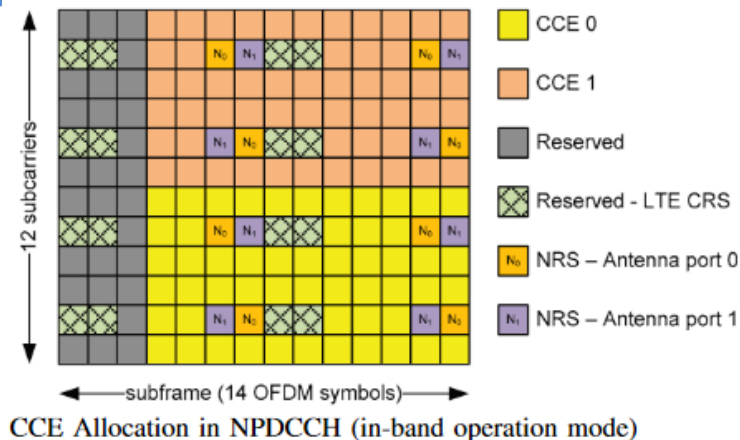 CCE 0
N₀ N₁ N₀ N₁
CCE 1
N₁ N₀ N₁ N₀
Reserved
12 subcarriers
Reserved - LTE CRS
N₀ N₁ N₀ N₁
N₀ NRS – Antenna port 0
N₁ N₀ N₁ N₀
N₁ NRS – Antenna port 1
subframe (14 OFDM symbols)
CCE Allocation in NPDCCH (in-band operation mode)